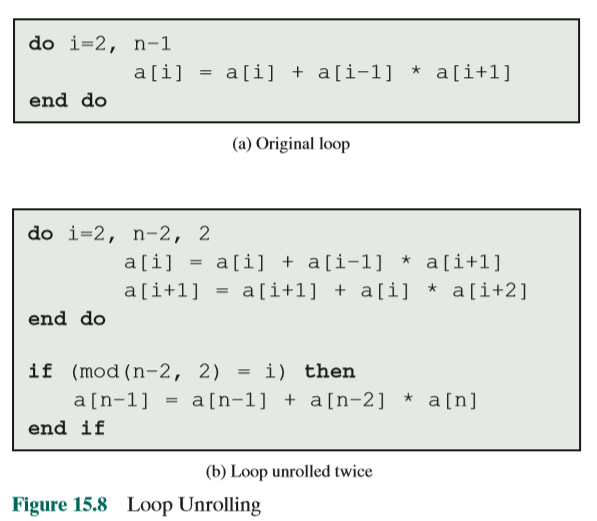 do i=2, n-1
a[i] = a[i] + a[i-1] * a[i+1]
end do
(a) Original loop
do i=2, n-2, 2
a[i] = a[i] + a[i-1] * a[i+1]
a[i+1] = a[i+1] + a[i] * a[i+2]
end do
if (mod(n-2, 2) = i) then
a[n-1] = a[n-1] + a[n-2] * a[n]
end if
(b) Loop unrolled twice
Figure 15.8 Loop Unrolling